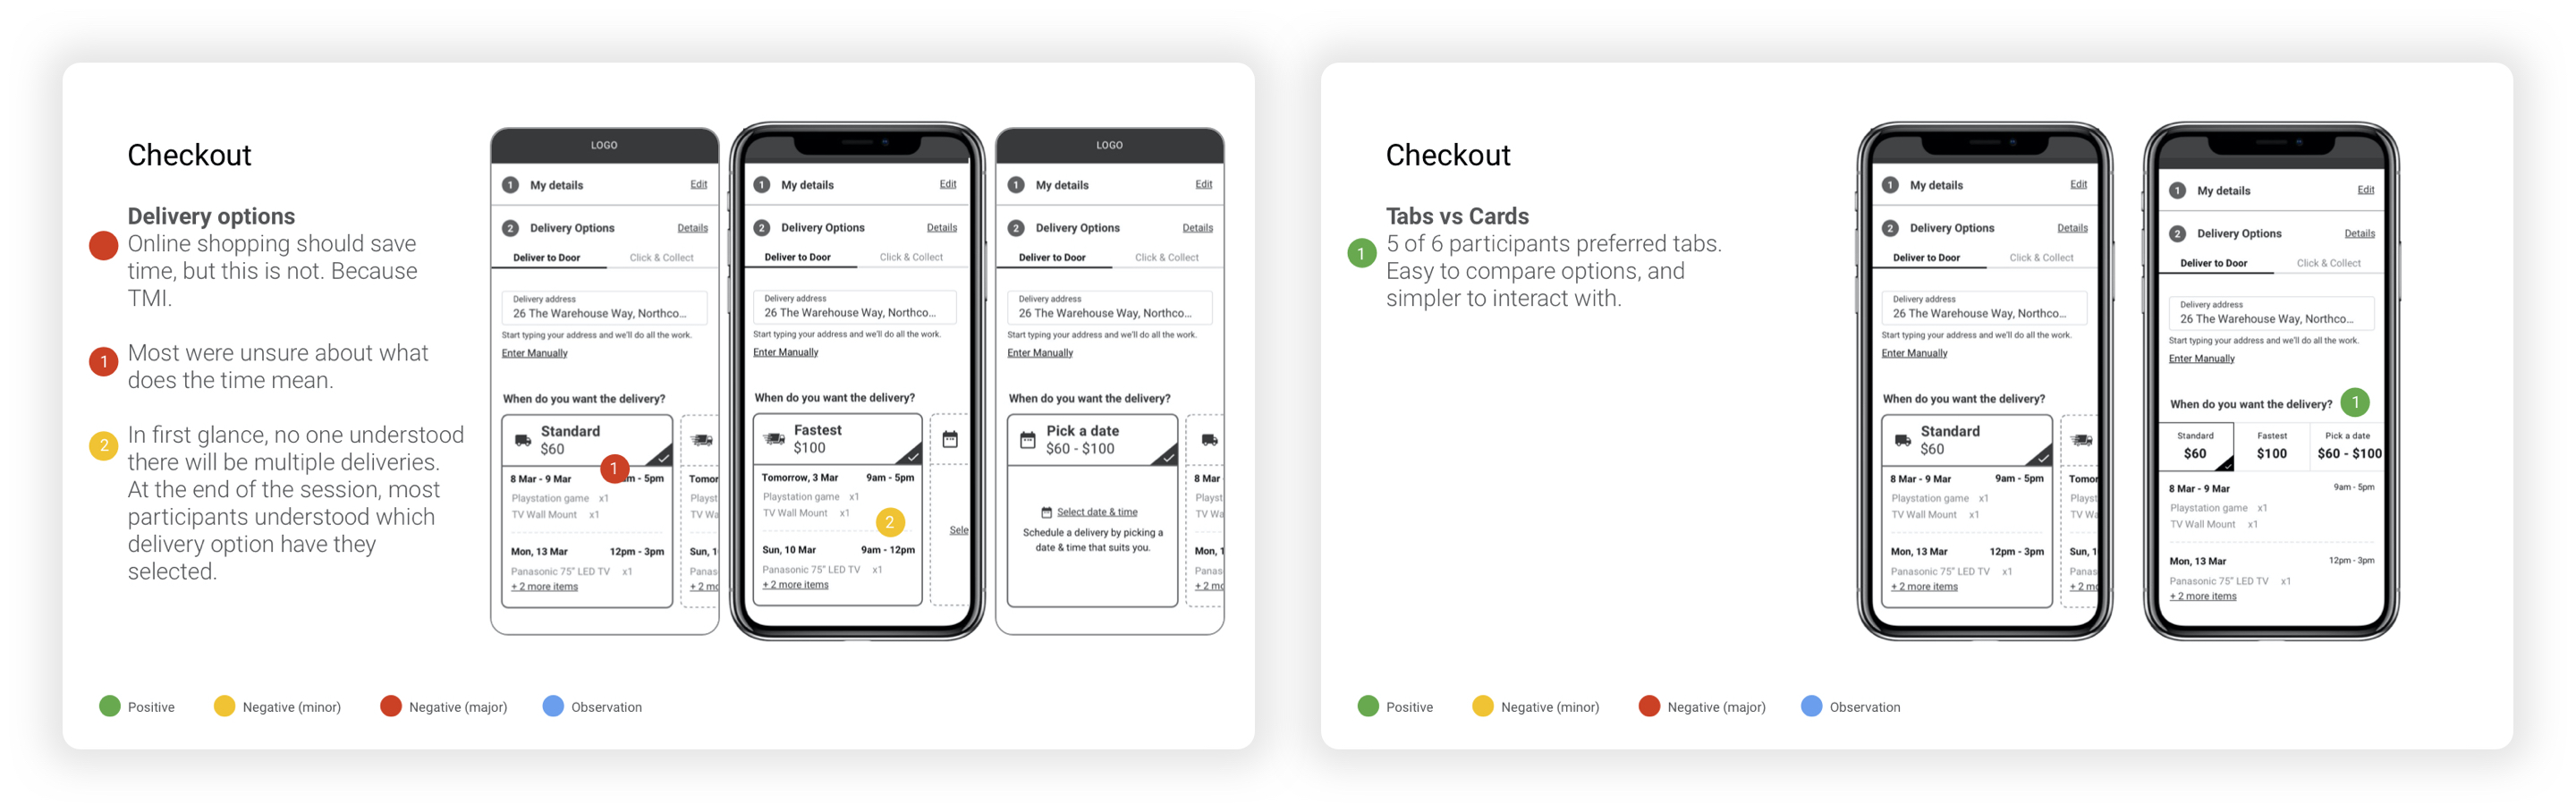 Checkout
Delivery options
Online shopping should save
time, but this is not. Because
TMI.
1
Most were unsure about what
does the time mean.
2
In first glance, no one understood
there will be multiple deliveries.
At the end of the session, most
participants understood which
delivery option have they
selected.
LOGO
1 My details Edit
2 Delivery Options Details
Deliver to Door Click & Collect
Delivery address
26 The Warehouse Way, Northco...
Start typing your address and we'll do all the work.
Enter Manually
When do you want the delivery?
Standard
$60
1
8 Mar - 9 Mar m - 5pm
Playstation game x1
TV Wall Mount x1
Mon, 13 Mar 12pm - 3pm
Panasonic 75" LED TV x1
+ 2 more items
Tomor
Playst
TV Wa
Sun, 1
Panas
+ 2 mo
1 My details Edit
2 Delivery Options Details
Deliver to Door Click & Collect
Delivery address
26 The Warehouse Way, Northco...
Start typing your address and we'll do all the work.
Enter Manually
When do you want the delivery?
Fastest
$100
Tomorrow, 3 Mar 9am - 5pm
Playstation game x1
TV Wall Mount x1
2
Sun, 10 Mar 9am - 12pm
Panasonic 75" LED TV x1
+ 2 more items
Sele
LOGO
1 My details Edit
2 Delivery Options Details
Deliver to Door Click & Collect
Delivery address
26 The Warehouse Way, Northco...
Start typing your address and we'll do all the work.
Enter Manually
When do you want the delivery?
Pick a date
$60 - $100
Select date & time
Schedule a delivery by picking a
date & time that suits you.
8 Mar
Playst
TV Wa
Mon, 1
Panas
+ 2 mo
Positive Negative (minor) Negative (major) Observation
Checkout
Tabs vs Cards
1
5 of 6 participants preferred tabs.
Easy to compare options, and
simpler to interact with.
1 My details Edit
2 Delivery Options Details
Deliver to Door Click & Collect
Delivery address
26 The Warehouse Way, Northco...
Start typing your address and we'll do all the work.
Enter Manually
When do you want the delivery?
Standard
$60
8 Mar - 9 Mar 9am - 5pm
Playstation game x1
TV Wall Mount x1
Mon, 13 Mar 12pm - 3pm
Panasonic 75" LED TV x1
+ 2 more items
Tomor
Playst
TV Wa
Sun, 1
Panas
+ 2 mo
1 My details Edit
2 Delivery Options Details
Deliver to Door Click & Collect
Delivery address
26 The Warehouse Way, Northco...
Start typing your address and we'll do all the work.
Enter Manually
When do you want the delivery? 1
Standard Fastest Pick a date
$60 $100 $60 - $100
8 Mar - 9 Mar 9am - 5pm
Playstation game x1
TV Wall Mount x1
Mon, 13 Mar 12pm - 3pm
Panasonic 75" LED TV x1
+ 2 more items
Positive Negative (minor) Negative (major) Observation